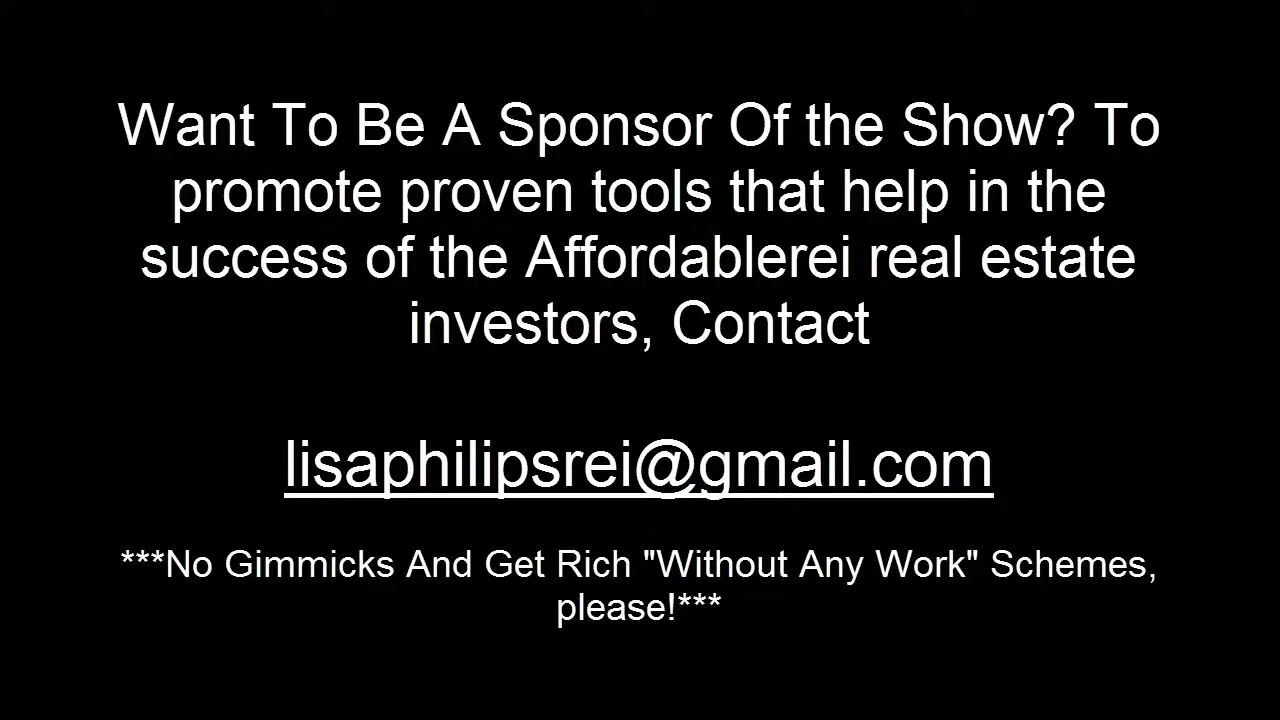 Want To Be A Sponsor Of the Show? To
promote proven tools that help in the
success of the Affordablerei real estate
investors, Contact
lisaphilipsrei@gmail.com
***No Gimmicks And Get Rich "Without Any Work" Schemes,
please!***